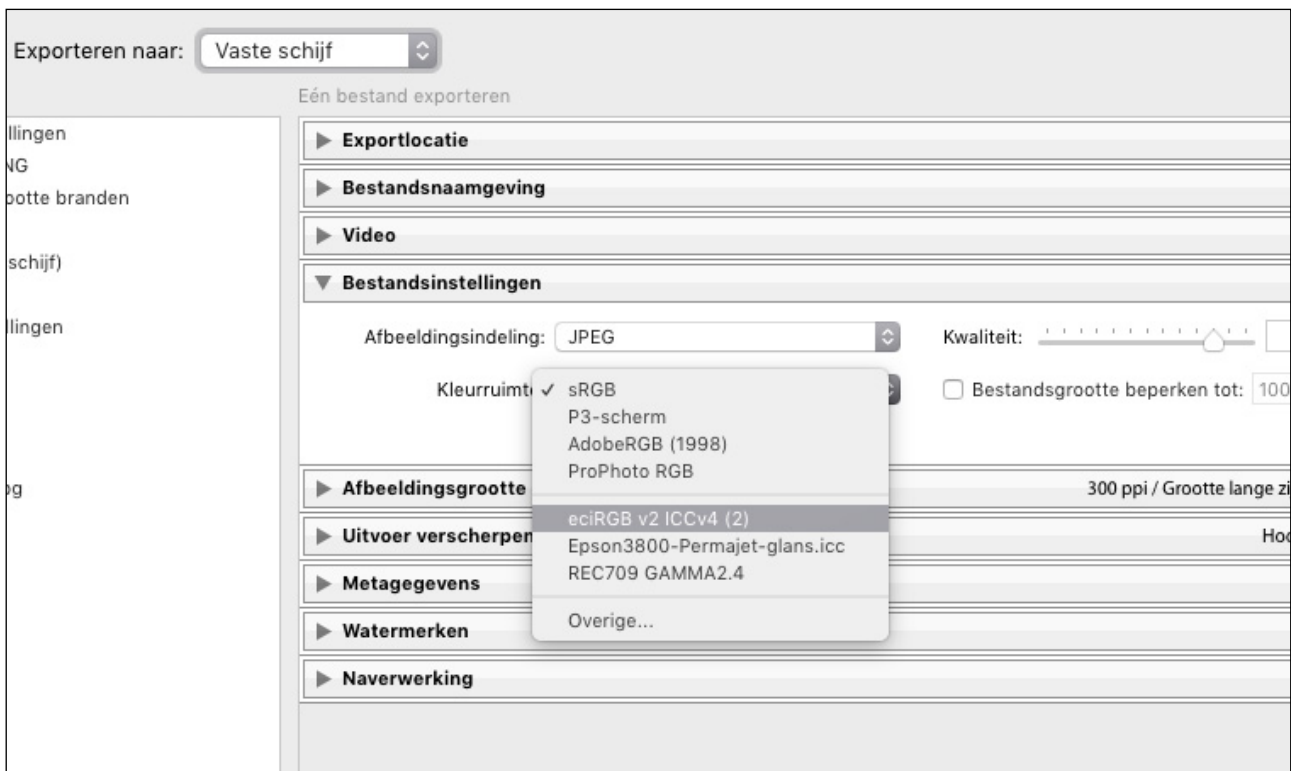 Exporteren naar: Vaste schijf
Eén bestand exporteren
llingen
NG
ootte branden
schijf)
llingen
og
Exportlocatie
Bestandsnaamgeving
Video
Bestandsinstellingen
Afbeeldingsindeling: JPEG Kwaliteit:
Kleurruimt ✓ sRGB Bestandsgrootte beperken tot: 100
P3-scherm
AdobeRGB (1998)
ProPhoto RGB
Afbeeldingsgrootte 300 ppi / Grootte lange zi
eciRGB v2 ICCv4 (2)
Uitvoer verscherpen Hoo
Epson3800-Permajet-glans.icc
REC709 GAMMA2.4
Metagegevens
Overige...
Watermerken
Naverwerking